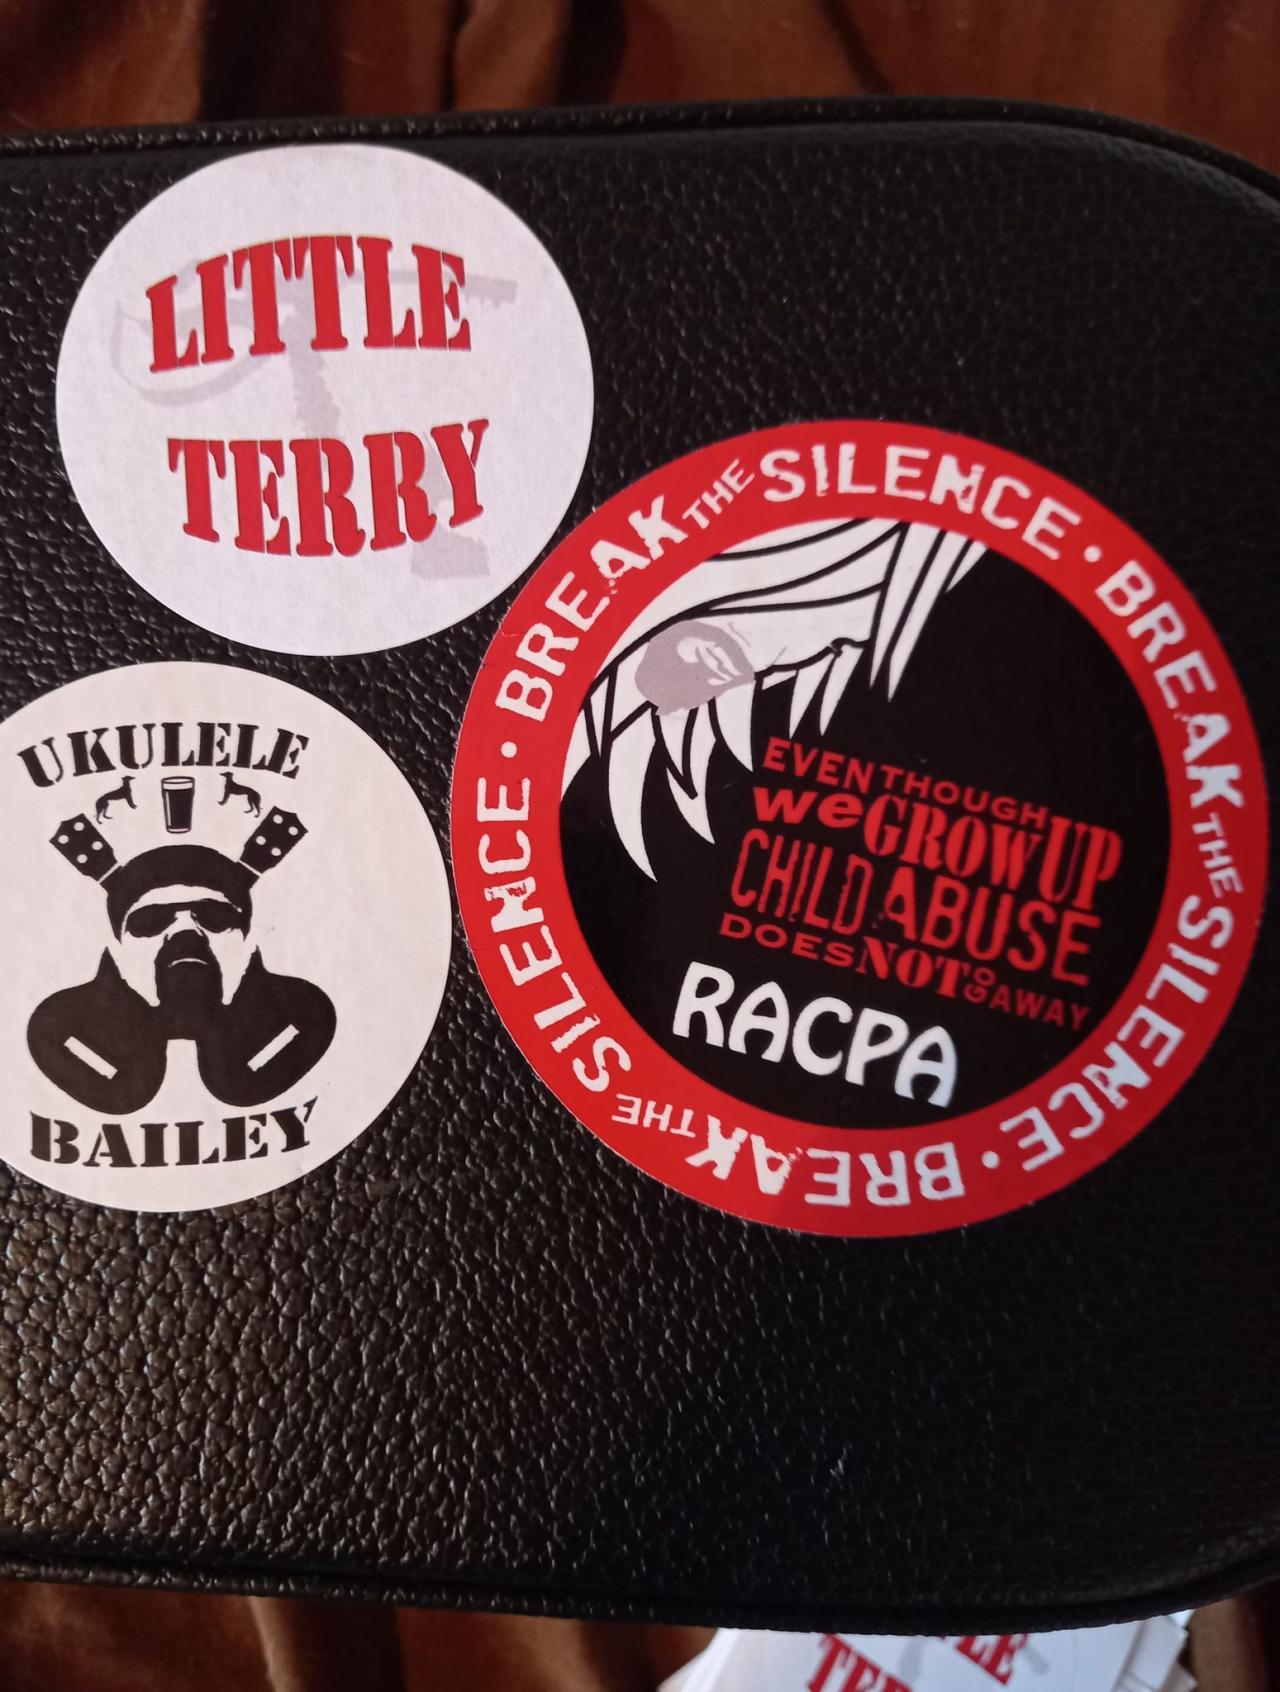 LITTLE
TERRY
UKULELE
BAILEY
BREAK THE SILENCE • BREAK THE SILENCE • BREAK THE SILENCE •
EVEN THOUGH
we GROW UP
CHILD ABUSE
DOES NOT GO AWAY
RACPA